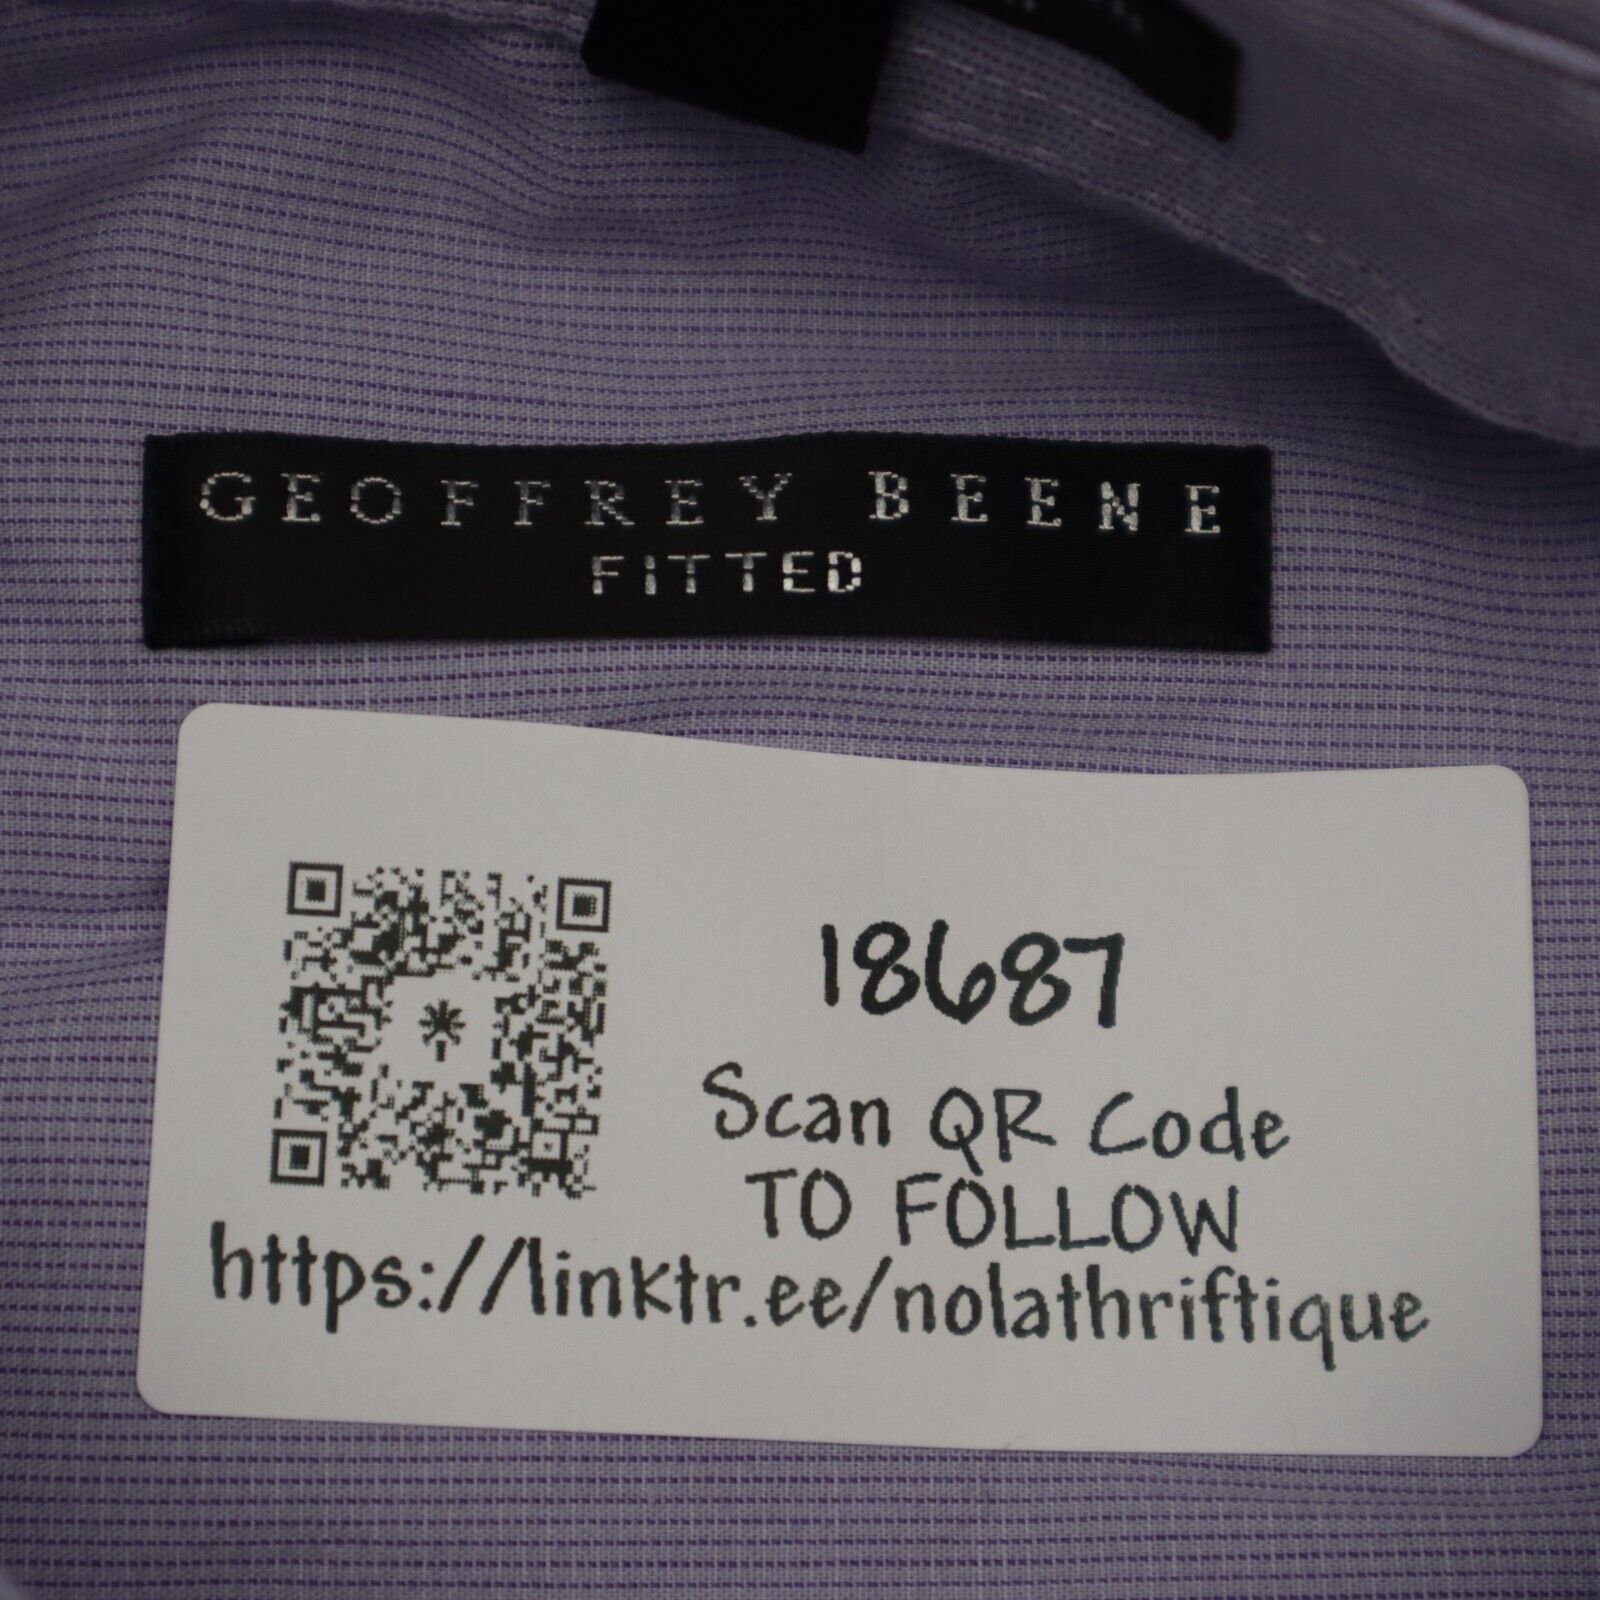 GEOFFREY BEENE
FITTED
18687
Scan QR Code
TO FOLLOW
https://linktr.ee/nolathriftique